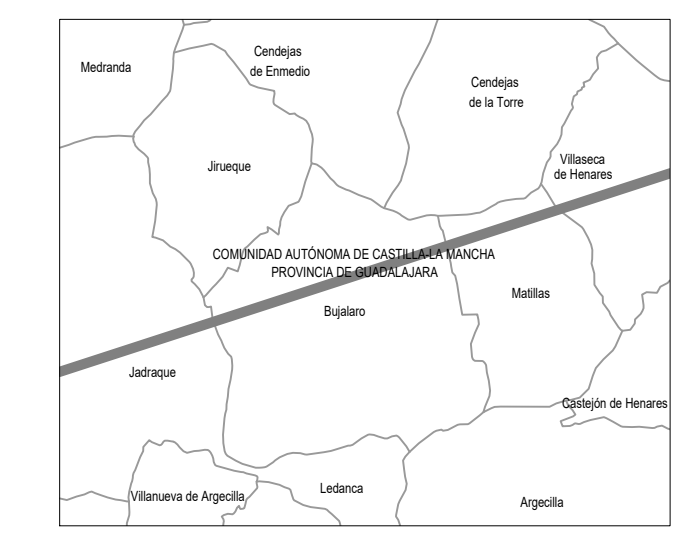 Cendejas
de Enmedio
Medranda
Cendejas
de la Torre
Jirueque
Villaseca
de Henares
COMUNIDAD AUTÓNOMA DE CASTILLA-LA MANCHA
PROVINCIA DE GUADALAJARA
Matillas
Bujalaro
Jadraque
Castejón de Henares
Ledanca
Villanueva de Argecilla
Argecilla